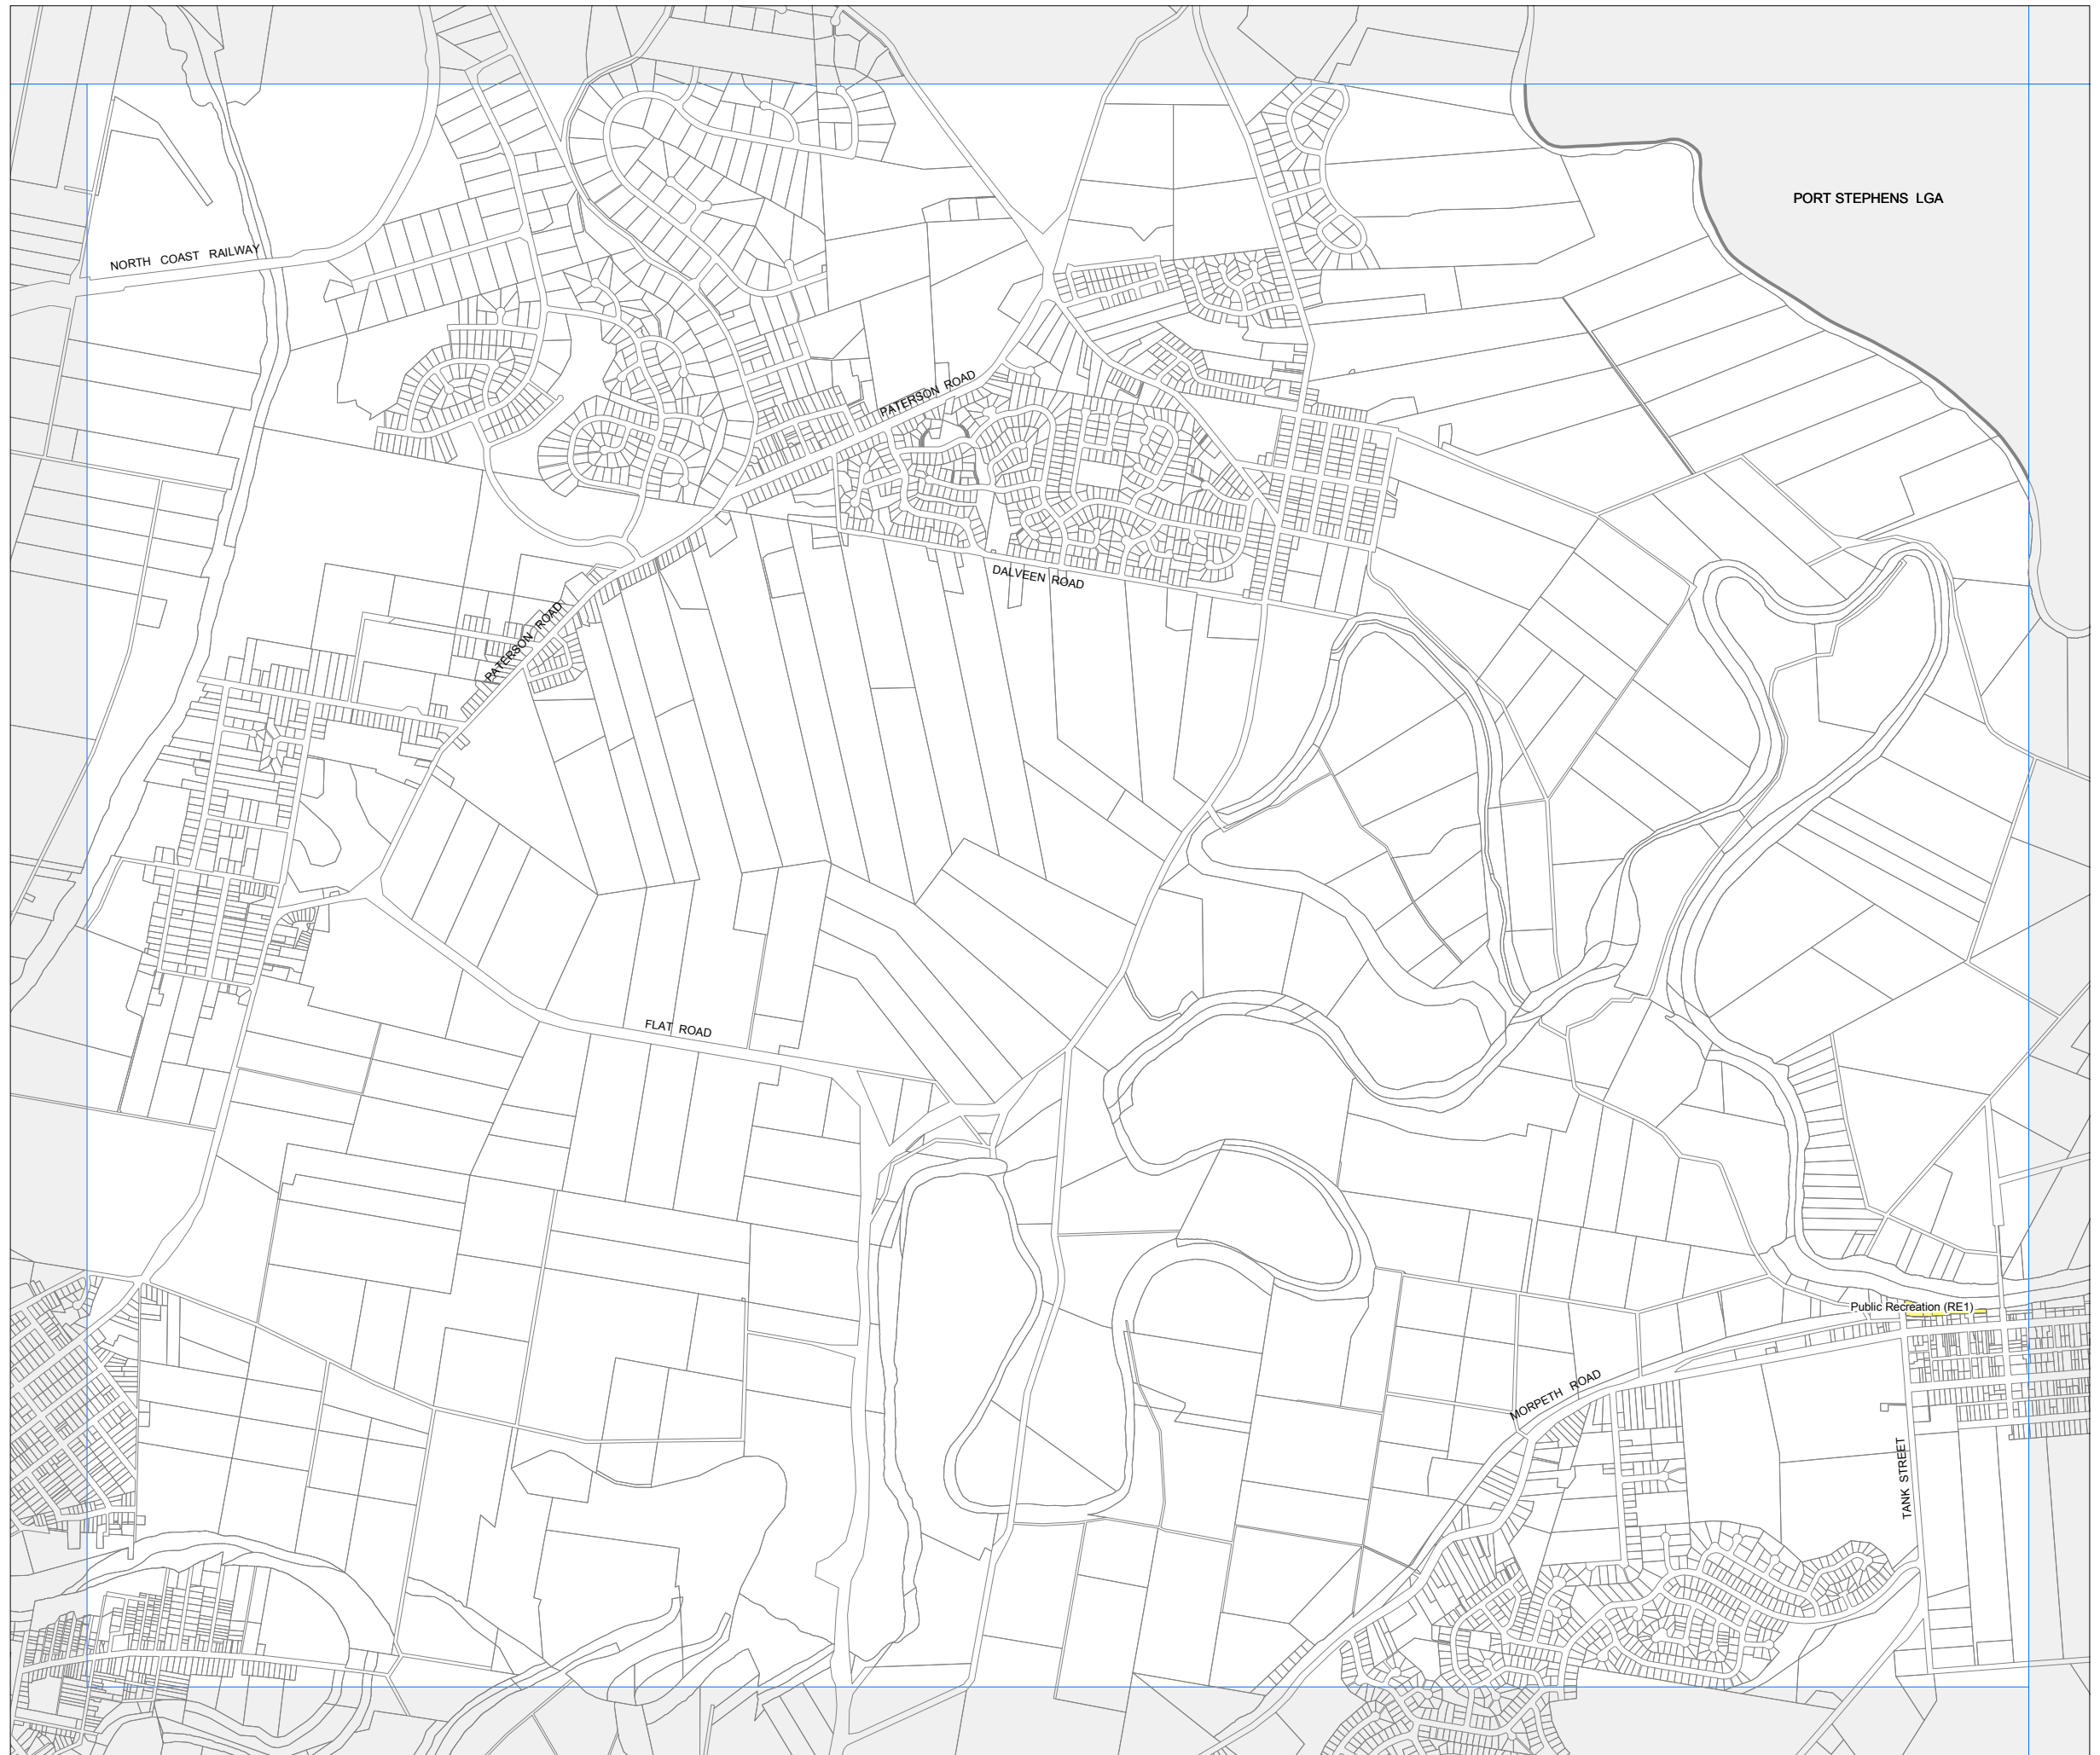 PORT STEPHENS LGA
NORTH COAST RAILWAY
PATERSON ROAD
DALVEEN ROAD
PATERSON ROAD
FLAT ROAD
Public Recreation (RE1)
MORPETH ROAD
TANK STREET